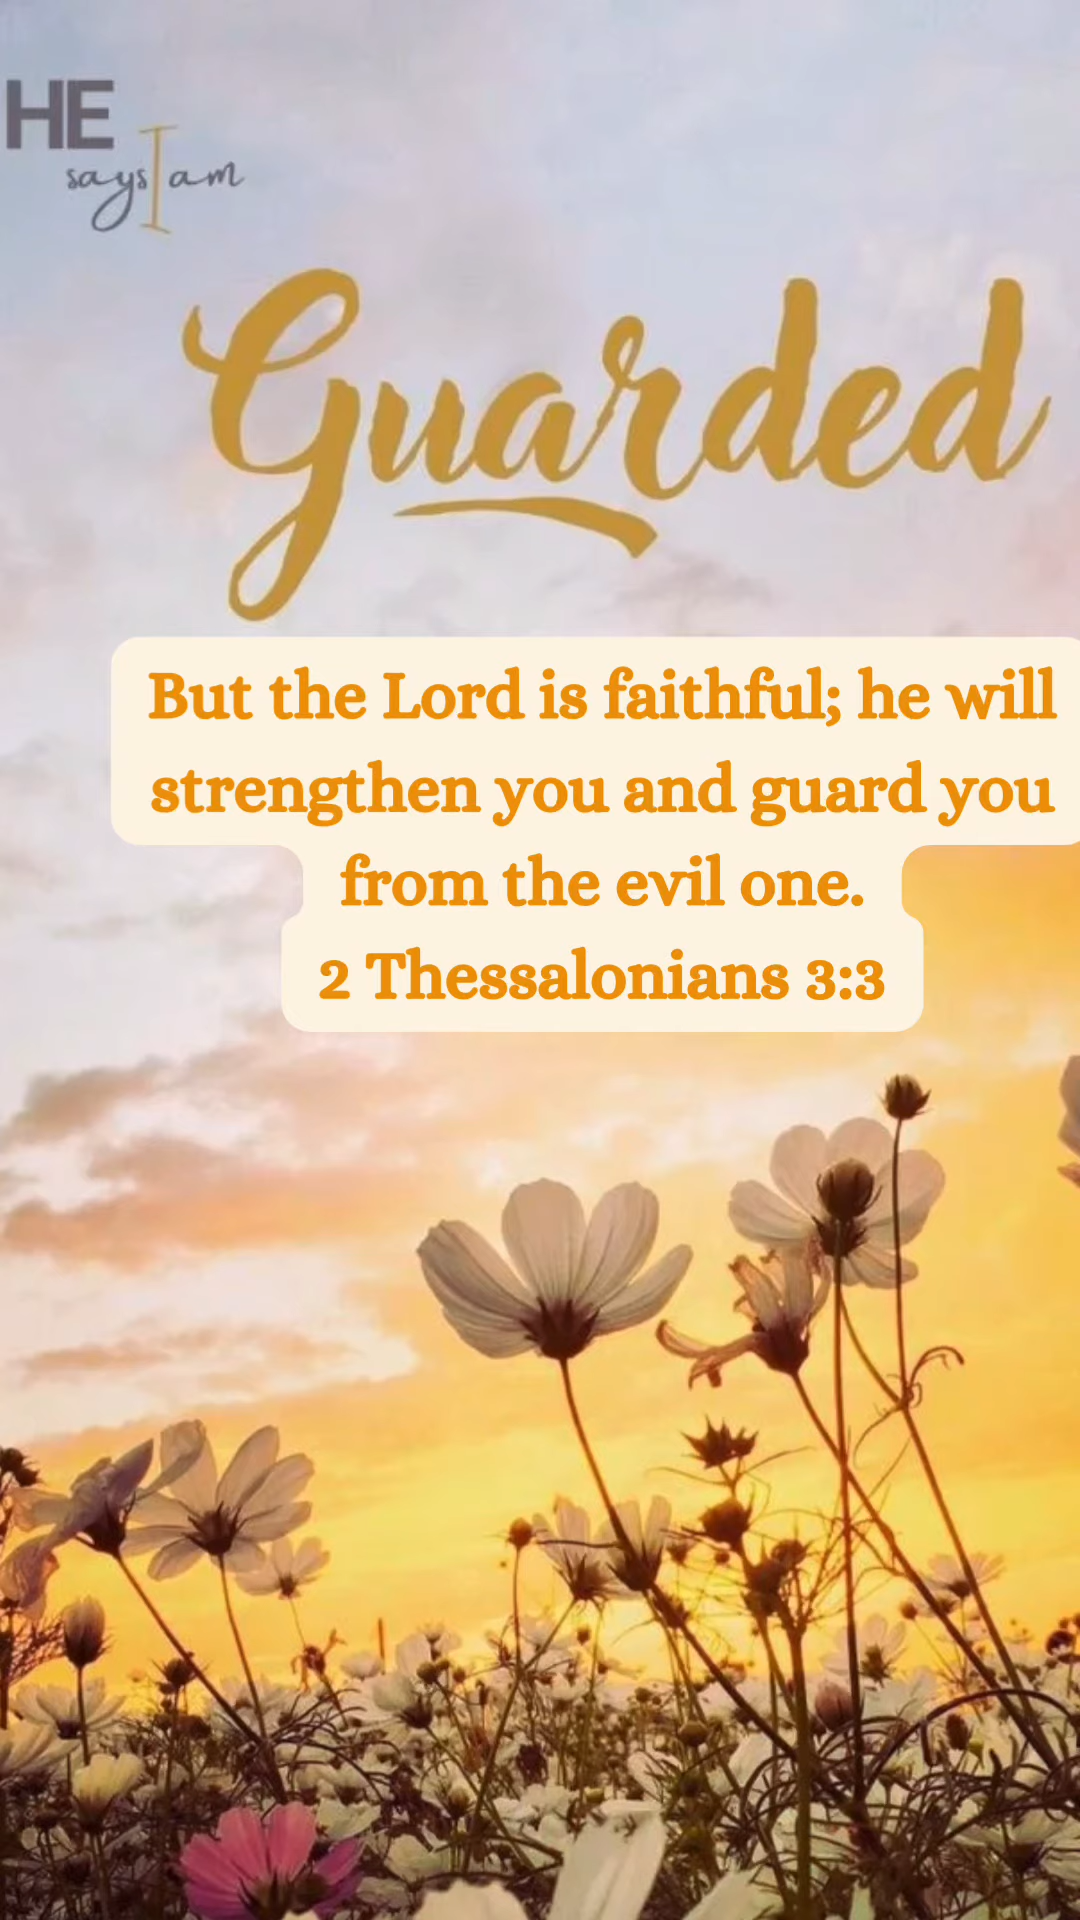 HE
says I am
Guarded
But the Lord is faithful; he will
strengthen you and guard you
from the evil one.
2 Thessalonians 3:3